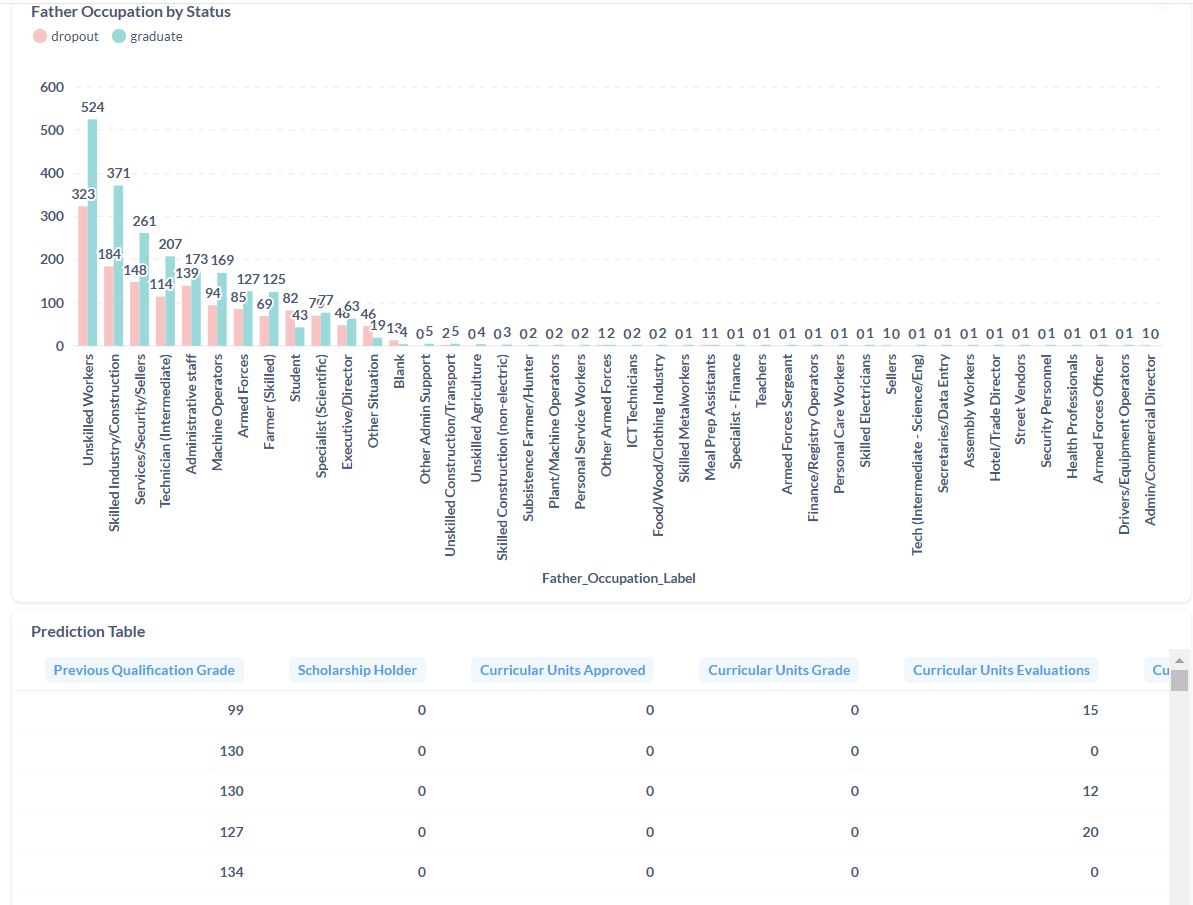 Father Occupation by Status
dropout graduate
600
500
400
300
200
100
0
323 524
184 371
148 261
114 207
139 173
94 169
85 127
69 125
82 43
77
48 63
46 19
13 4
0 5
2 5
0 4
0 3
0 2
0 2
0 2
1 2
0 2
0 2
0 1
1 1
0 1
0 1
0 1
0 1
0 1
0 1
1 0
0 1
0 1
0 1
0 1
0 1
0 1
0 1
0 1
0 1
1 0
Unskilled Workers
Skilled Industry/Construction
Services/Security/Sellers
Technician (Intermediate)
Administrative staff
Machine Operators
Armed Forces
Farmer (Skilled)
Student
Specialist (Scientific)
Executive/Director
Other Situation
Blank
Other Admin Support
Unskilled Construction/Transport
Unskilled Agriculture
Skilled Construction (non-electric)
Subsistence Farmer/Hunter
Plant/Machine Operators
Personal Service Workers
Other Armed Forces
ICT Technicians
Food/Wood/Clothing Industry
Skilled Metalworkers
Meal Prep Assistants
Specialist - Finance
Teachers
Armed Forces Sergeant
Finance/Registry Operators
Personal Care Workers
Skilled Electricians
Sellers
Tech (Intermediate - Science/Eng)
Secretaries/Data Entry
Assembly Workers
Hotel/Trade Director
Street Vendors
Security Personnel
Health Professionals
Armed Forces Officer
Drivers/Equipment Operators
Admin/Commercial Director
Father_Occupation_Label
Prediction Table
Previous Qualification Grade Scholarship Holder Curricular Units Approved Curricular Units Grade Curricular Units Evaluations Cu
99 0 0 0 15
130 0 0 0 0
130 0 0 0 12
127 0 0 0 20
134 0 0 0 0